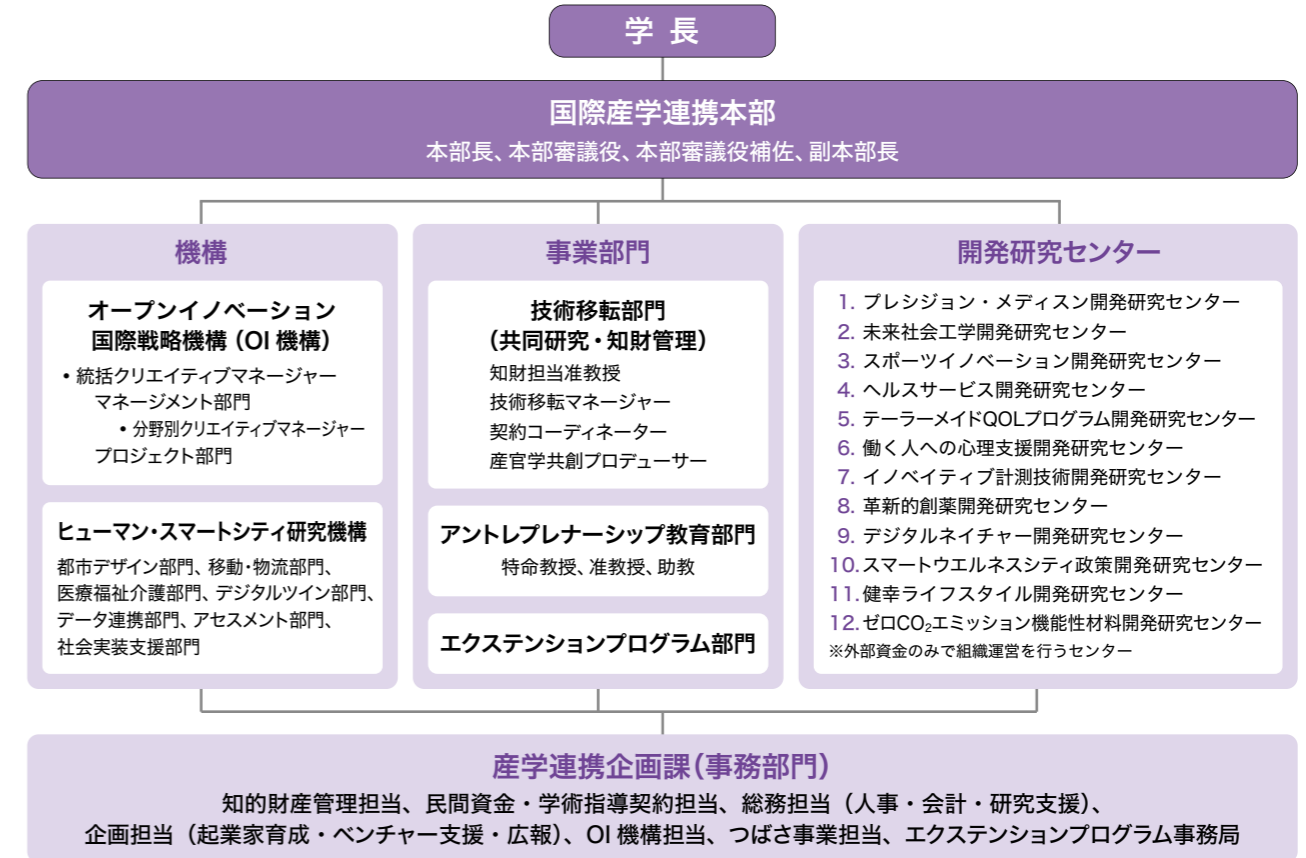 学 長
国際産学連携本部
本部長、本部審議役、本部審議役補佐、副本部長
機構
オープンイノベーション
国際戦略機構（OI 機構）
• 統括クリエイティブマネージャー
マネージメント部門
• 分野別クリエイティブマネージャー
プロジェクト部門
ヒューマン・スマートシティ研究機構
都市デザイン部門、移動・物流部門、
医療福祉介護部門、デジタルツイン部門、
データ連携部門、アセスメント部門、
社会実装支援部門
事業部門
技術移転部門
（共同研究・知財管理）
知財担当准教授
技術移転マネージャー
契約コーディネーター
産官学共創プロデューサー
アントレプレナーシップ教育部門
特命教授、准教授、助教
エクステンションプログラム部門
開発研究センター
1. プレシジョン・メディスン開発研究センター
2. 未来社会工学開発研究センター
3. スポーツイノベーション開発研究センター
4. ヘルスサービス開発研究センター
5. テーラーメイドQOLプログラム開発研究センター
6. 働く人への心理支援開発研究センター
7. イノベイティブ計測技術開発研究センター
8. 革新的創薬開発研究センター
9. デジタルネイチャー開発研究センター
10. スマートウエルネスシティ政策開発研究センター
11. 健幸ライフスタイル開発研究センター
12. ゼロCO₂エミッション機能性材料開発研究センター
※外部資金のみで組織運営を行うセンター
産学連携企画課（事務部門）
知的財産管理担当、民間資金・学術指導契約担当、総務担当（人事・会計・研究支援）、
企画担当（起業家育成・ベンチャー支援・広報）、OI 機構担当、つばさ事業担当、エクステンションプログラム事務局